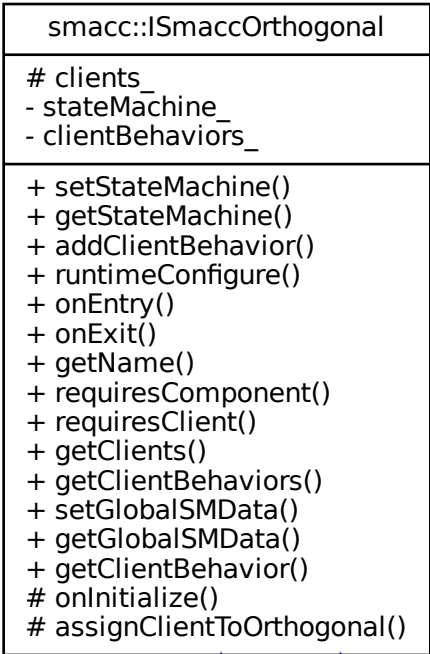 smacc::ISmaccOrthogonal
# clients_
- stateMachine_
- clientBehaviors_
+ setStateMachine()
+ getStateMachine()
+ addClientBehavior()
+ runtimeConfigure()
+ onEntry()
+ onExit()
+ getName()
+ requiresComponent()
+ requiresClient()
+ getClients()
+ getClientBehaviors()
+ setGlobalSMData()
+ getGlobalSMData()
+ getClientBehavior()
# onInitialize()
# assignClientToOrthogonal()